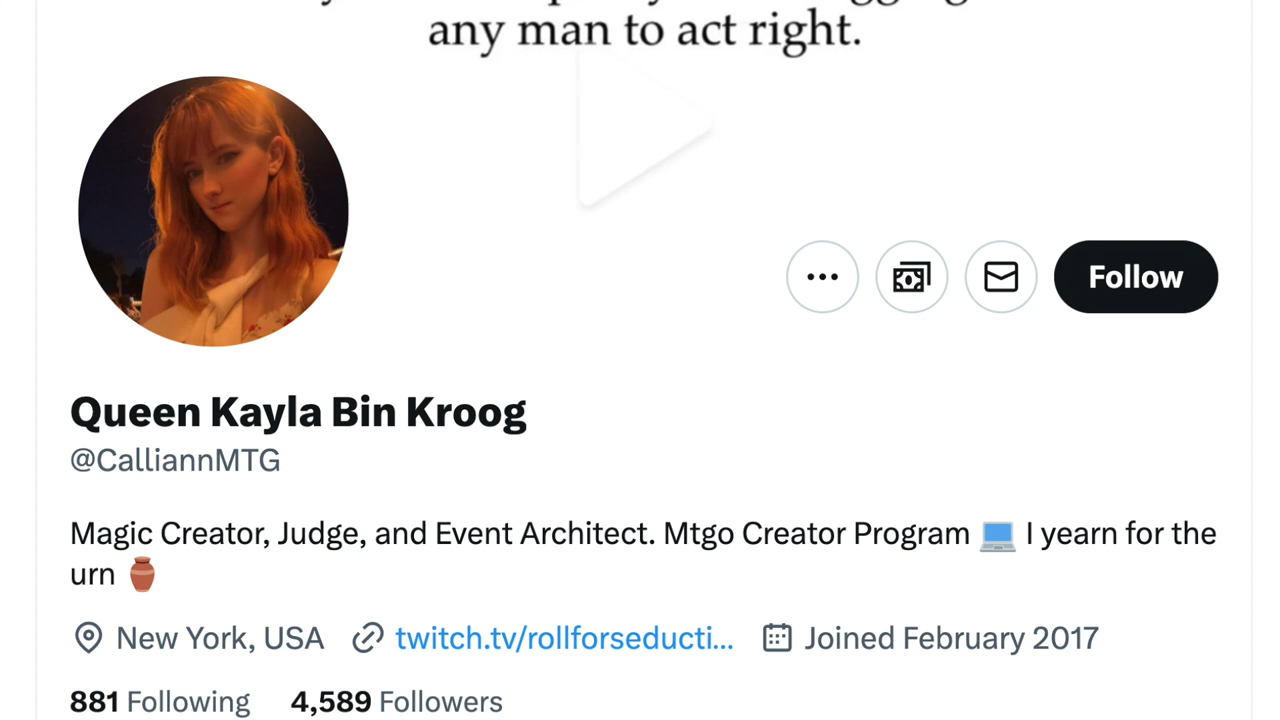 any man to act right.
Follow
Queen Kayla Bin Kroog
@CalliannMTG
Magic Creator, Judge, and Event Architect. Mtgo Creator Program 💻 I yearn for the
urn 🏺
New York, USA twitch.tv/rollforseducti... Joined February 2017
881 Following 4,589 Followers